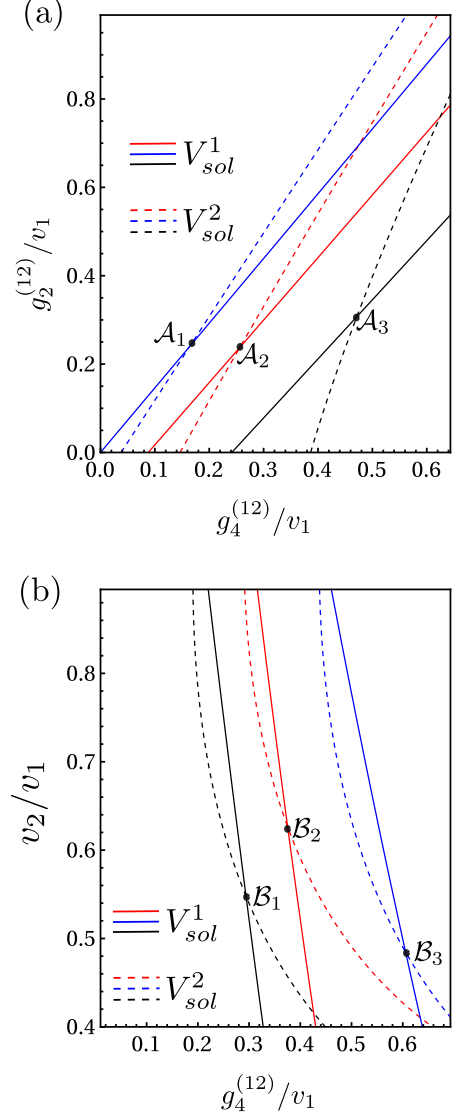 (a)
g_2^{(12)}/v_1
0.8
0.6
0.4
0.2
0.0
V_{sol}^1
V_{sol}^2
𝒜_1
𝒜_2
𝒜_3
0.0 0.1 0.2 0.3 0.4 0.5 0.6
g_4^{(12)}/v_1
(b)
v_2/v_1
0.8
0.7
0.6
0.5
0.4
ℬ_1
ℬ_2
ℬ_3
V_{sol}^1
V_{sol}^2
0.1 0.2 0.3 0.4 0.5 0.6
g_4^{(12)}/v_1